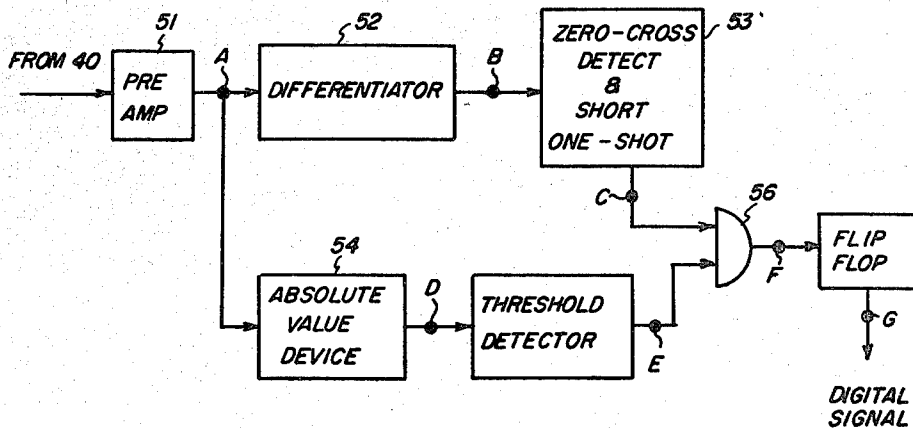 51
52
53'
FROM 40
PRE
AMP
A
DIFFERENTIATOR
B
ZERO-CROSS
DETECT
&
SHORT
ONE-SHOT
C
56
54
ABSOLUTE
VALUE
DEVICE
D
THRESHOLD
DETECTOR
E
F
FLIP
FLOP
G
DIGITAL
SIGNAL